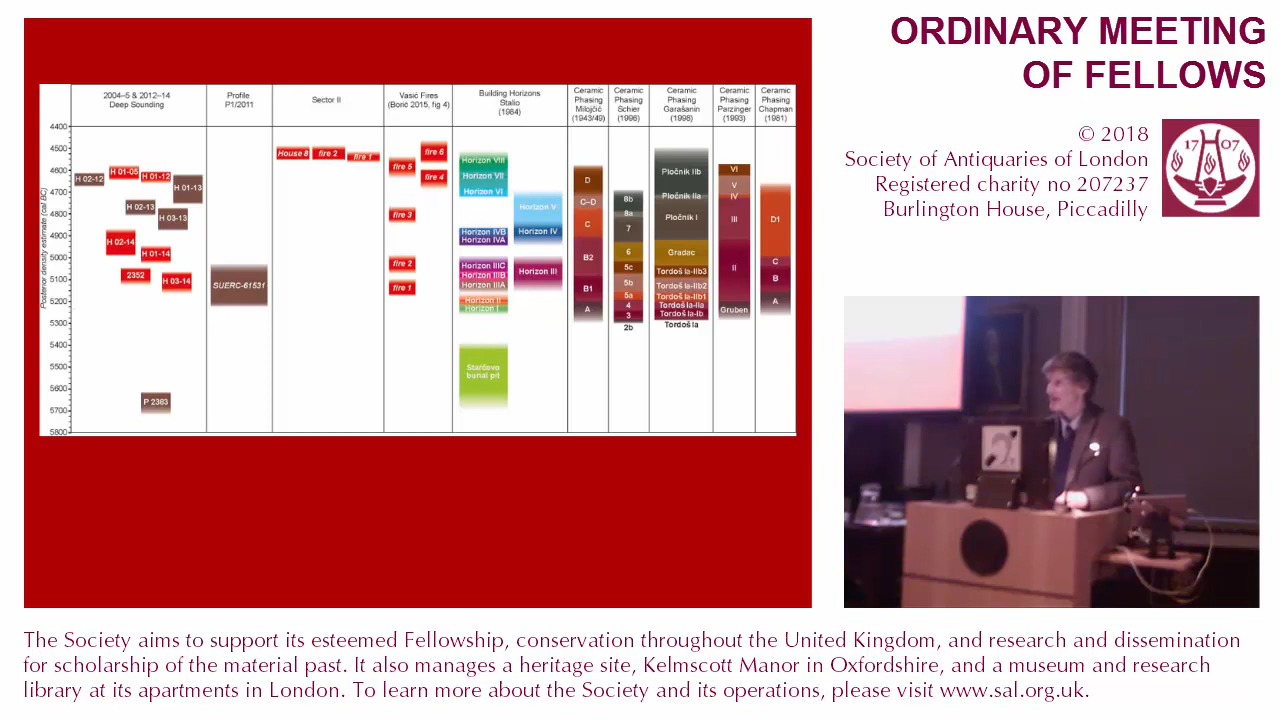 ORDINARY MEETING
OF FELLOWS
© 2018
Society of Antiquaries of London
Registered charity no 207237
Burlington House, Piccadilly
17 07
2004–5 & 2012–14
Deep Sounding
Profile
P1/2011
Sector II
Vasić Fires
(Borić 2015, fig 4)
Building Horizons
Stalio
(1984)
Ceramic
Phasing
Milojčić
(1943/49)
Ceramic
Phasing
Schier
(1996)
Ceramic
Phasing
Garašanin
(1998)
Ceramic
Phasing
Parzinger
(1993)
Ceramic
Phasing
Chapman
(1981)
Posterior density estimate (cal BC)
4400
4500
4600
4700
4800
4900
5000
5100
5200
5300
5400
5500
5600
5700
5800
H 02-12
H 01-05
H 01-12
H 01-13
H 02-13
H 03-13
H 02-14
H 01-14
2352
H 03-14
P 2383
SUERC-61531
House 8
fire 2
fire 1
fire 6
fire 5
fire 4
fire 3
fire 2
fire 1
Horizon VIII
Horizon VII
Horizon VI
Horizon V
Horizon IVB
Horizon IVA
Horizon IV
Horizon IIIC
Horizon IIIB
Horizon IIIA
Horizon III
Horizon II
Horizon I
Starčevo
burial pit
D
C–D
C
B2
B1
A
8b
8a
7
6
5c
5b
5a
4
3
2b
Pločnik IIb
Pločnik IIa
Pločnik I
Gradac
Tordoš Ia-IIb3
Tordoš Ia-IIb2
Tordoš Ia-IIb1
Tordoš Ia-IIa
Tordoš Ia-Ib
Tordoš Ia
VI
V
IV
III
II
Gruben
D1
C
B
A
The Society aims to support its esteemed Fellowship, conservation throughout the United Kingdom, and research and dissemination
for scholarship of the material past. It also manages a heritage site, Kelmscott Manor in Oxfordshire, and a museum and research
library at its apartments in London. To learn more about the Society and its operations, please visit www.sal.org.uk.